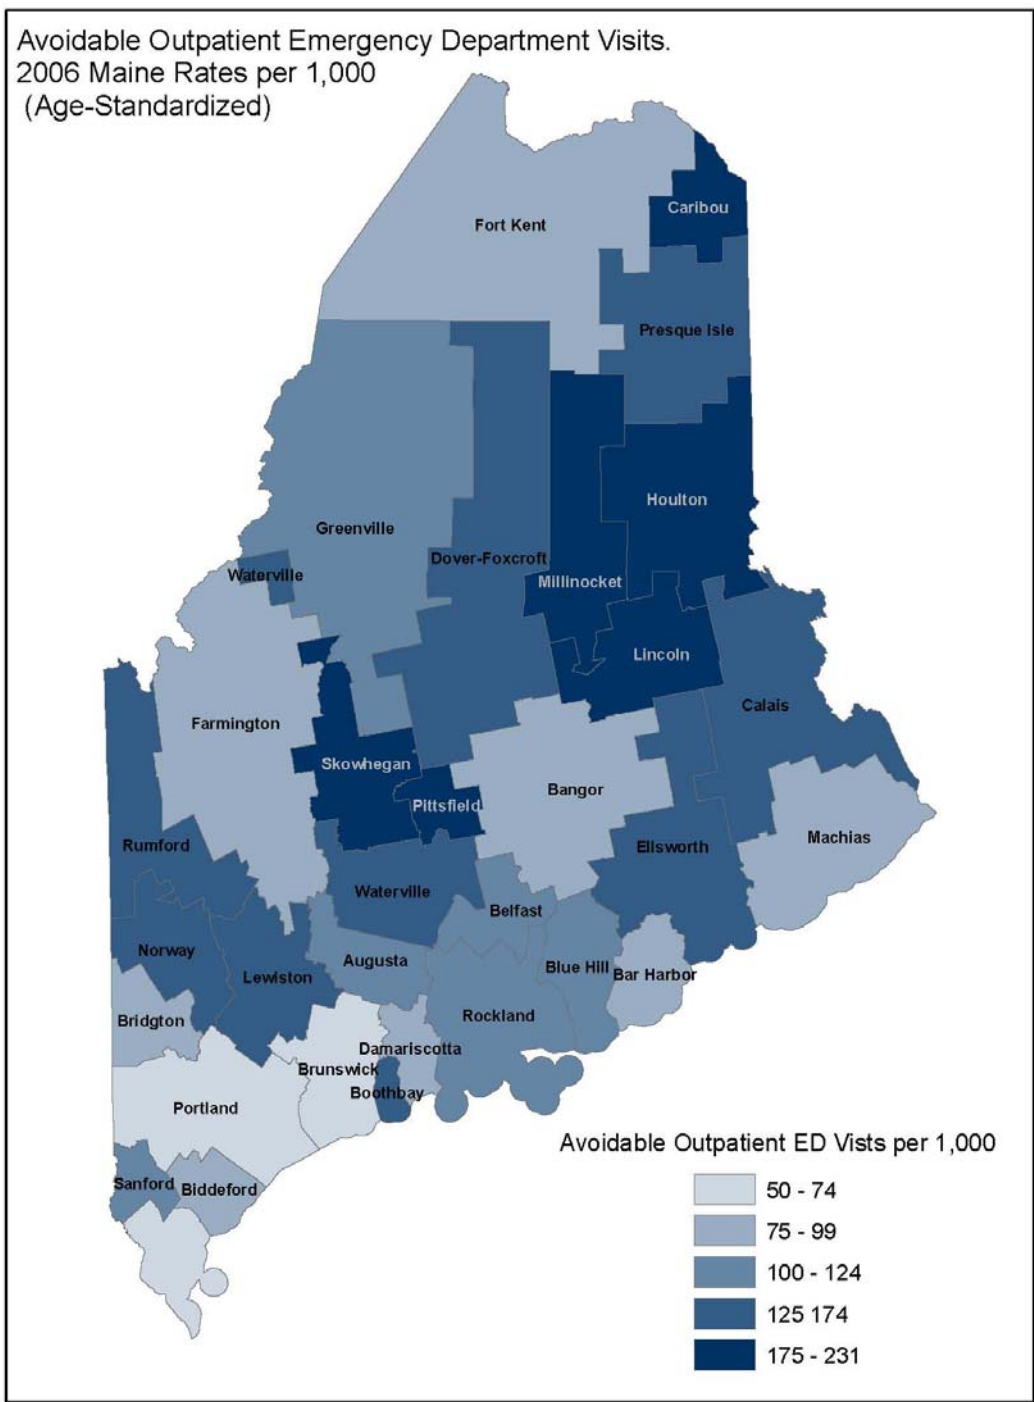 Avoidable Outpatient Emergency Department Visits.
2006 Maine Rates per 1,000
(Age-Standardized)
Caribou
Fort Kent
Presque Isle
Houlton
Greenville
Dover-Foxcroft
Waterville
Millinocket
Lincoln
Calais
Farmington
Skowhegan
Bangor
Pittsfield
Machias
Rumford
Ellsworth
Waterville
Belfast
Norway
Augusta
Blue Hill
Bar Harbor
Lewiston
Rockland
Bridgton
Damariscotta
Brunswick
Boothbay
Portland
Sanford
Biddeford
Avoidable Outpatient ED Vists per 1,000
50 - 74
75 - 99
100 - 124
125 174
175 - 231